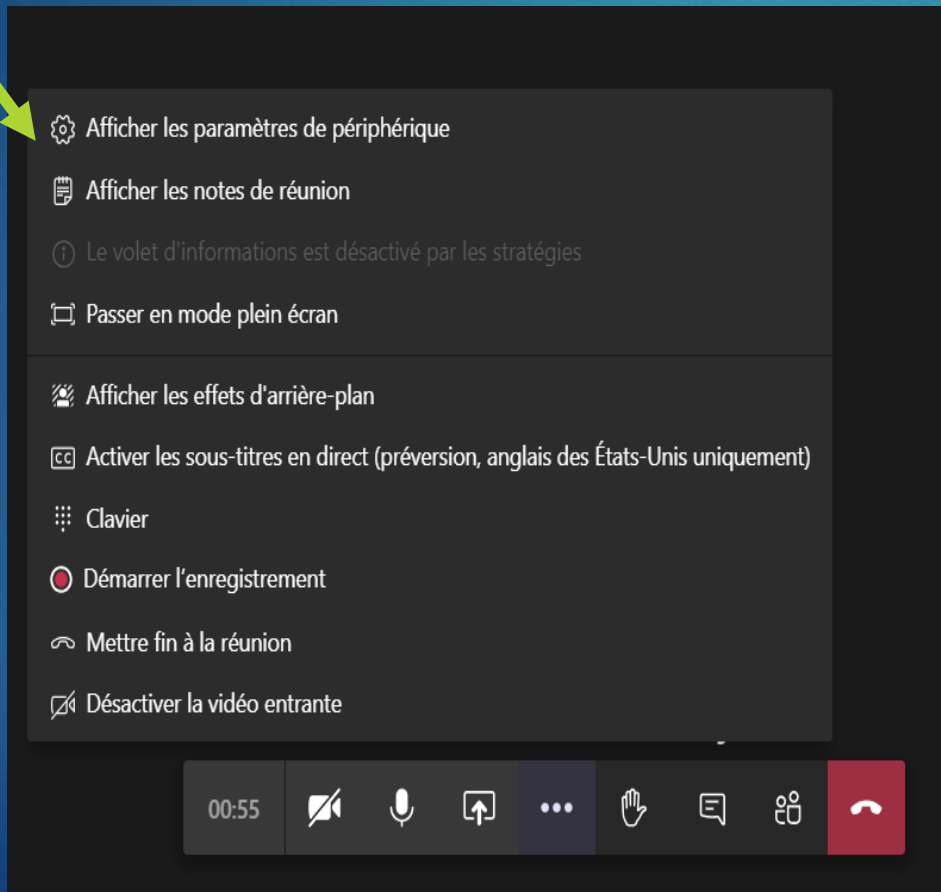 Afficher les paramètres de périphérique
Afficher les notes de réunion
Le volet d'informations est désactivé par les stratégies
Passer en mode plein écran
Afficher les effets d'arrière-plan
CC Activer les sous-titres en direct (préversion, anglais des États-Unis uniquement)
Clavier
Démarrer l'enregistrement
Mettre fin à la réunion
Désactiver la vidéo entrante
00:55